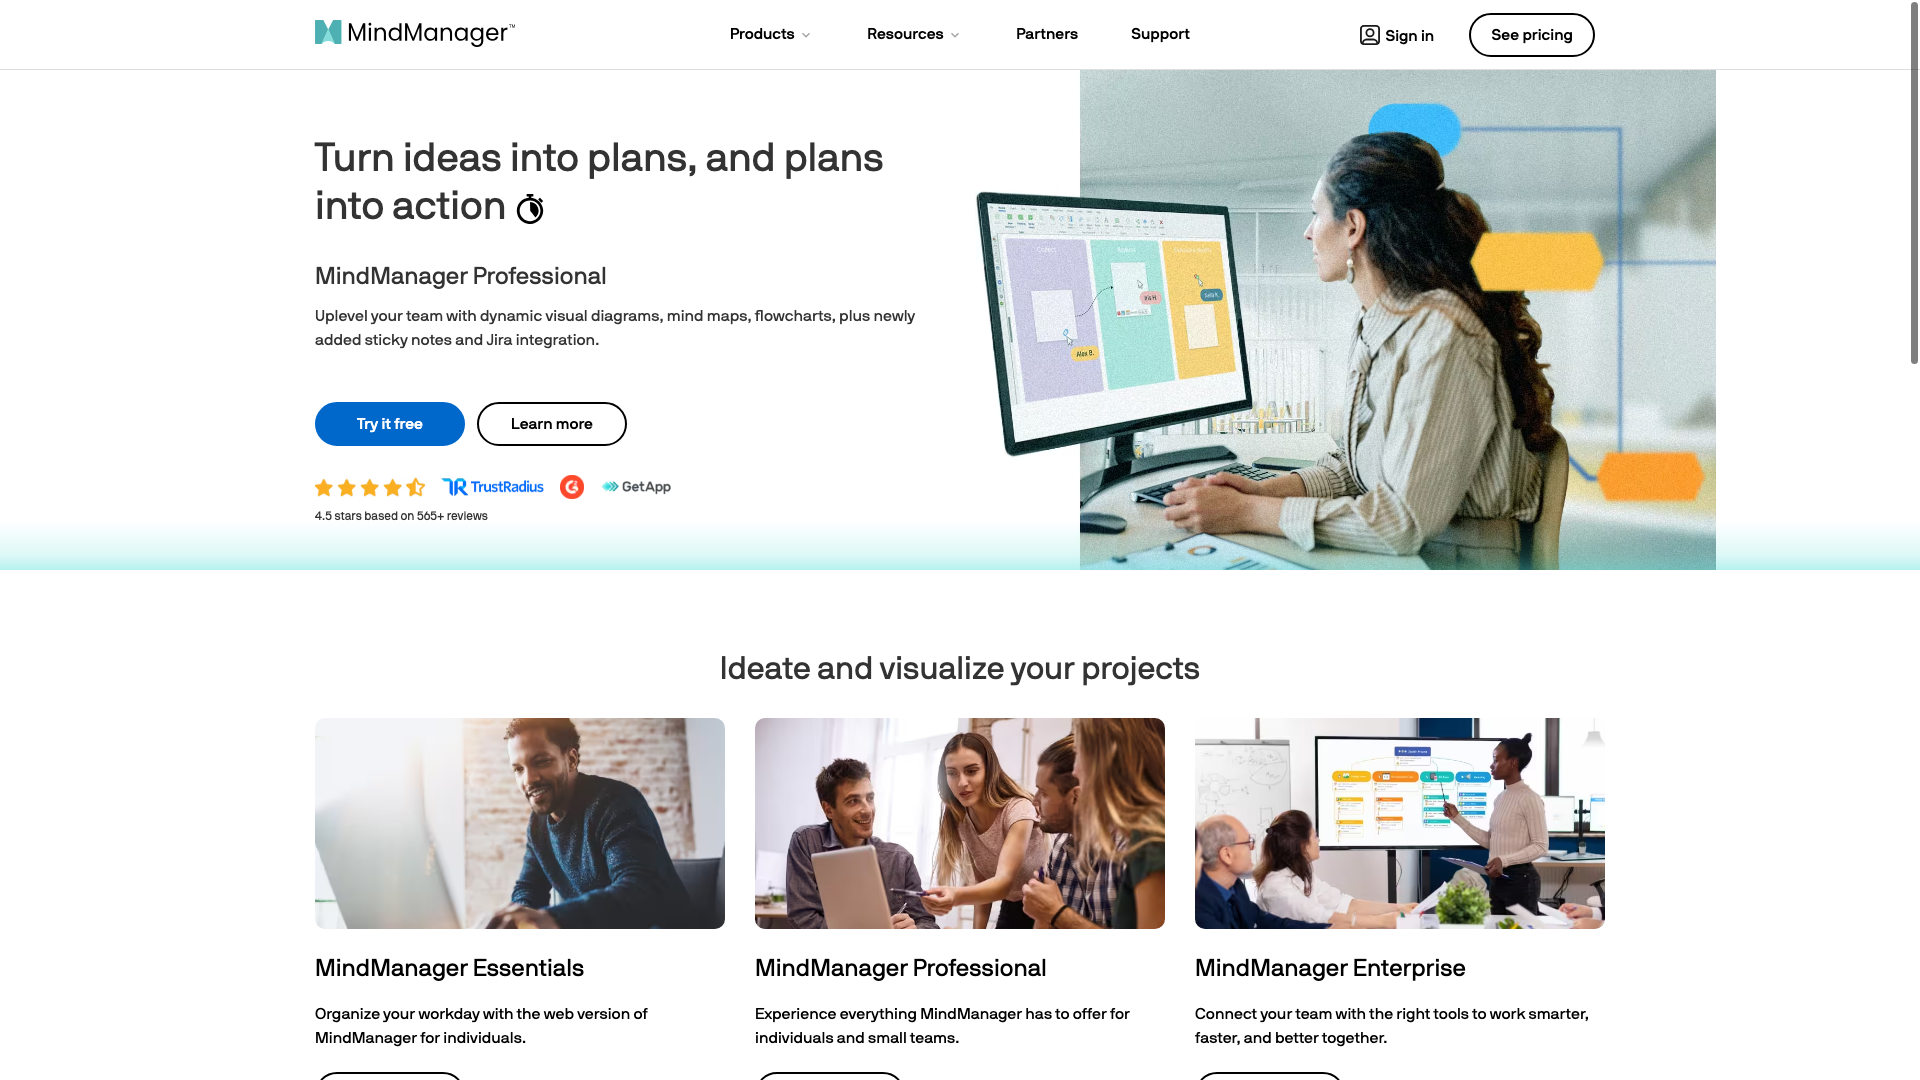 MindManager™
Products
Resources
Partners
Support
Sign in
See pricing
Turn ideas into plans, and plans
into action
MindManager Professional
Uplevel your team with dynamic visual diagrams, mind maps, flowcharts, plus newly
added sticky notes and Jira integration.
Try it free
Learn more
TrustRadius
GetApp
4.5 stars based on 565+ reviews
Alex B.
Ideate and visualize your projects
MindManager Essentials
Organize your workday with the web version of
MindManager for individuals.
MindManager Professional
Experience everything MindManager has to offer for
individuals and small teams.
MindManager Enterprise
Connect your team with the right tools to work smarter,
faster, and better together.